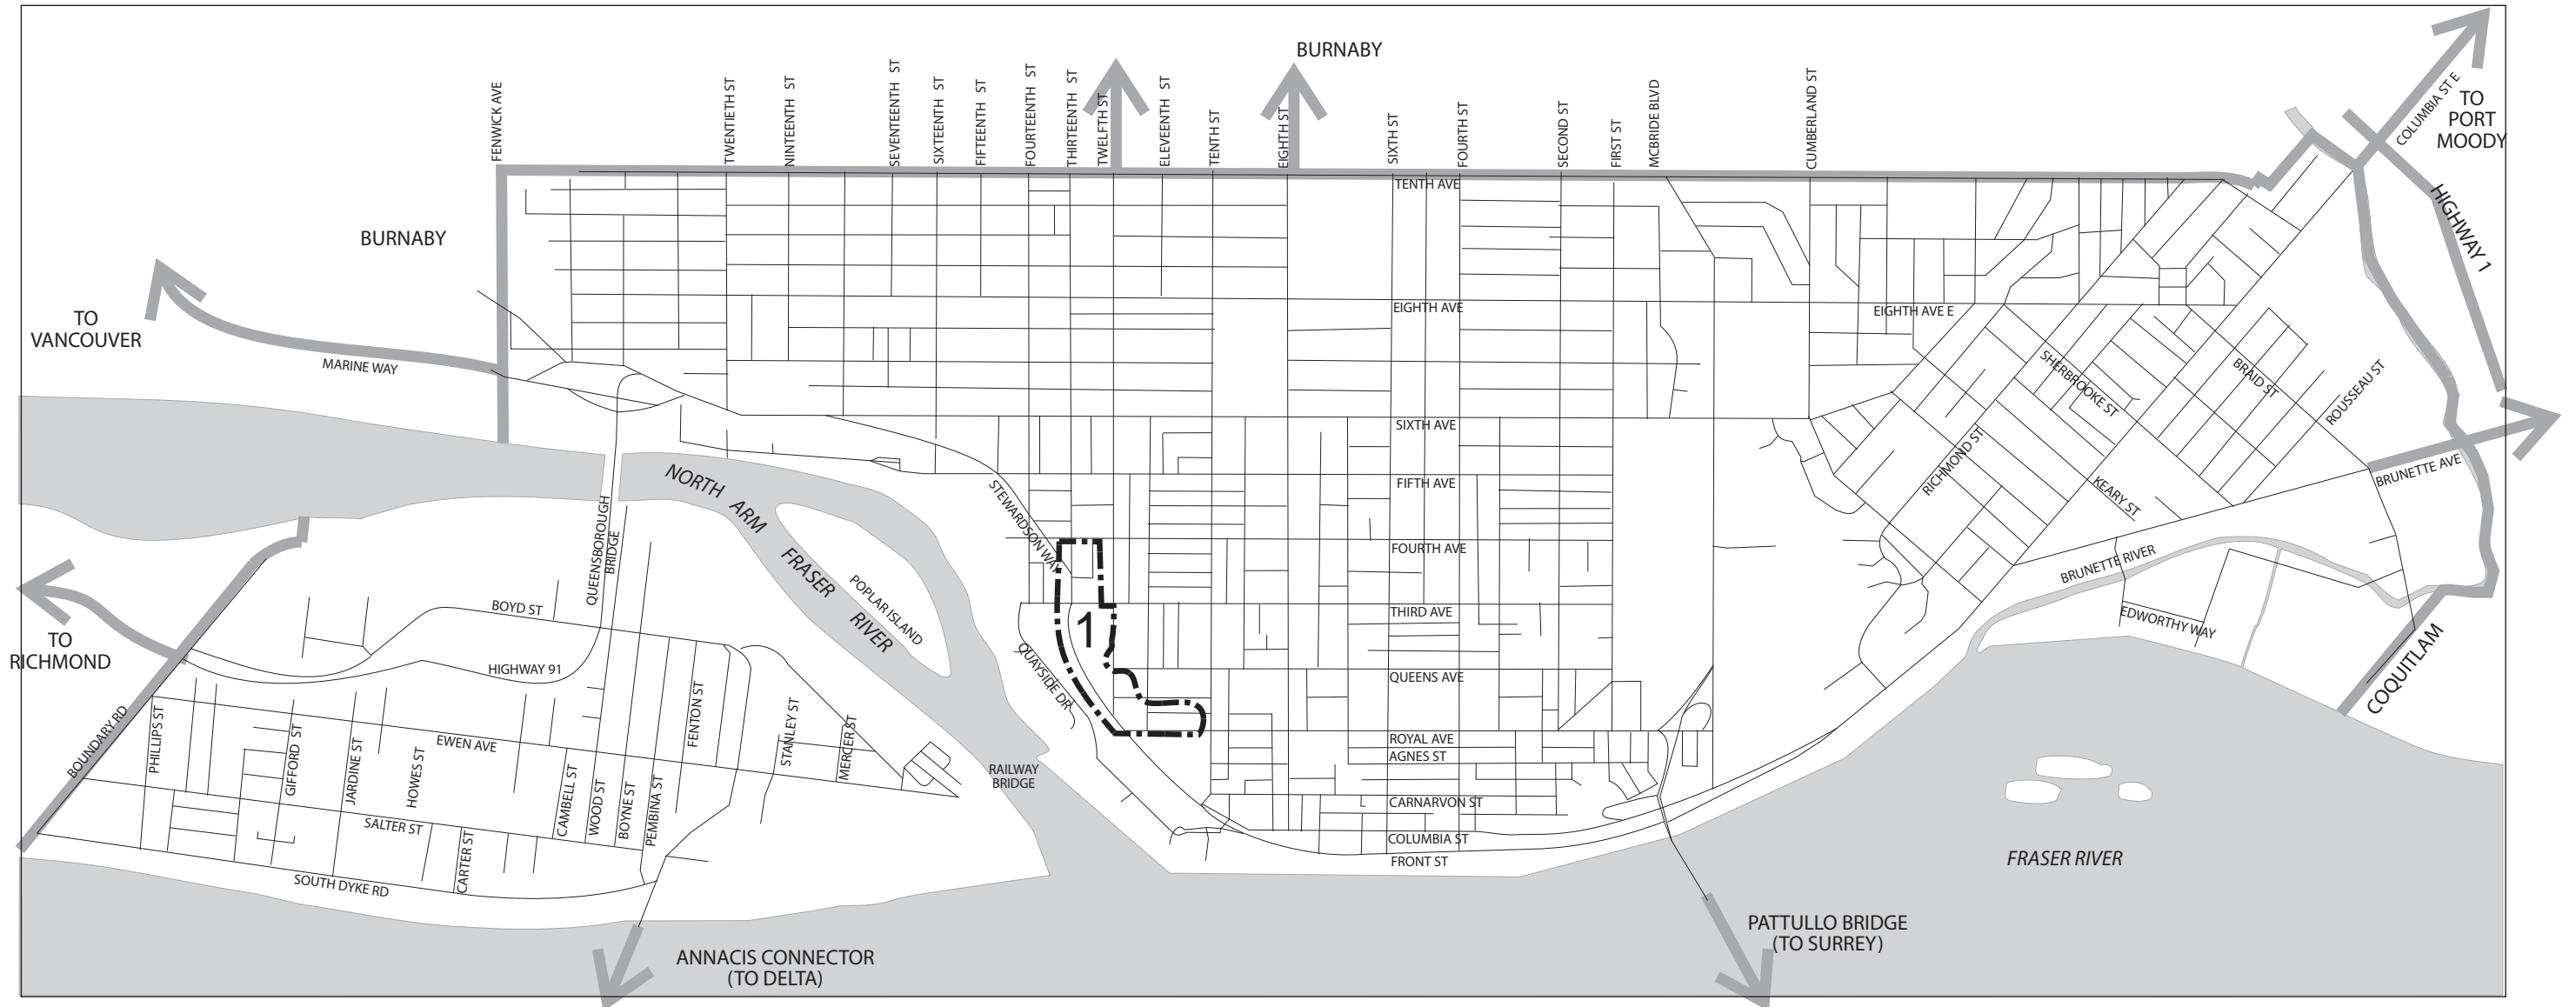 BURNABY
COLUMBIA ST E
TO
PORT
MOODY
FENWICK AVE
TWENTIETH ST
NINTEENTH ST
SEVENTEENTH ST
SIXTEENTH ST
FIFTEENTH ST
FOURTEENTH ST
THIRTEENTH ST
TWELFTH ST
ELEVENTH ST
TENTH ST
EIGHTH ST
SIXTH ST
FOURTH ST
SECOND ST
FIRST ST
MCBRIDE BLVD
CUMBERLAND ST
TENTH AVE
HIGHWAY 1
BURNABY
TO
VANCOUVER
MARINE WAY
EIGHTH AVE
EIGHTH AVE E
SHERBROOKE ST
BRAID ST
ROUSSEAU ST
SIXTH AVE
RICHMOND ST
KEARY ST
BRUNETTE AVE
NORTH ARM FRASER RIVER
STEWARDSON WAY
FIFTH AVE
QUEENSBOROUGH
BRIDGE
FOURTH AVE
BRUNETTE RIVER
POPLAR ISLAND
BOYD ST
THIRD AVE
EDWORTHY WAY
1
TO
RICHMOND
HIGHWAY 91
QUAYSIDE DR
QUEENS AVE
COQUITLAM
BOUNDARY RD
PHILLIPS ST
GIFFORD ST
JARDINE ST
HOWES ST
EWEN AVE
FENTON ST
STANLEY ST
MERCER ST
ROYAL AVE
AGNES ST
RAILWAY
BRIDGE
CAMBELL ST
WOOD ST
BOYNE ST
PEMBINA ST
CARNARVON ST
SALTER ST
CARTER ST
COLUMBIA ST
FRONT ST
FRASER RIVER
SOUTH DYKE RD
PATTULLO BRIDGE
(TO SURREY)
ANNACIS CONNECTOR
(TO DELTA)